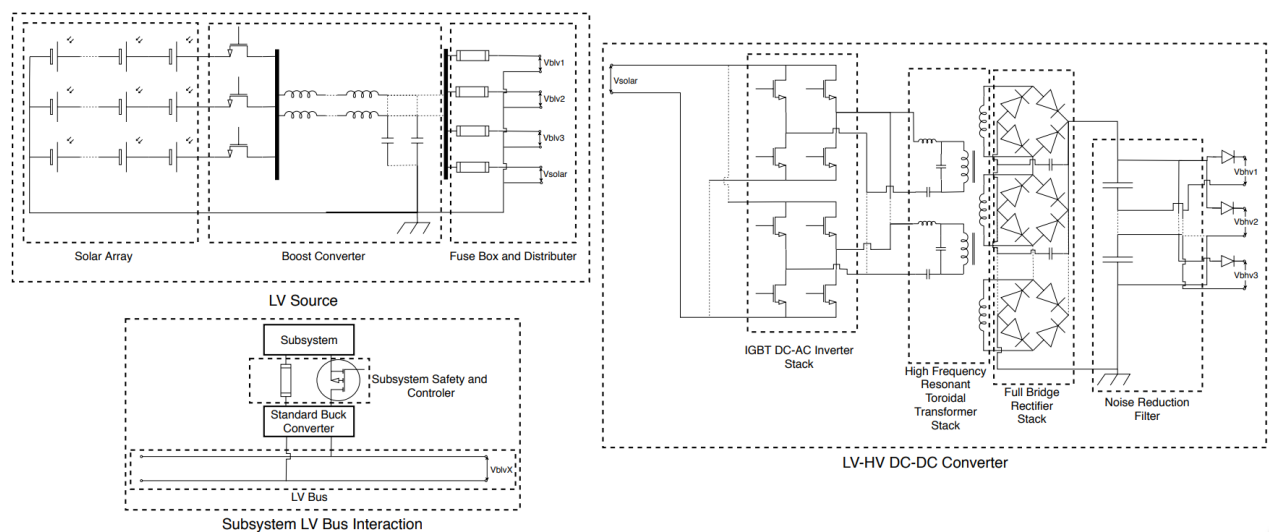 Vblv1
Vblv2
Vblv3
Vsolar
Solar Array
Boost Converter
Fuse Box and Distributer
LV Source
Subsystem
Subsystem Safety and
Controler
Standard Buck
Converter
VblvX
LV Bus
Subsystem LV Bus Interaction
Vsolar
IGBT DC-AC Inverter
Stack
High Frequency
Resonant
Toroidal
Transformer
Stack
Full Bridge
Rectifier
Stack
Noise Reduction
Filter
Vbhv1
Vbhv2
Vbhv3
LV-HV DC-DC Converter